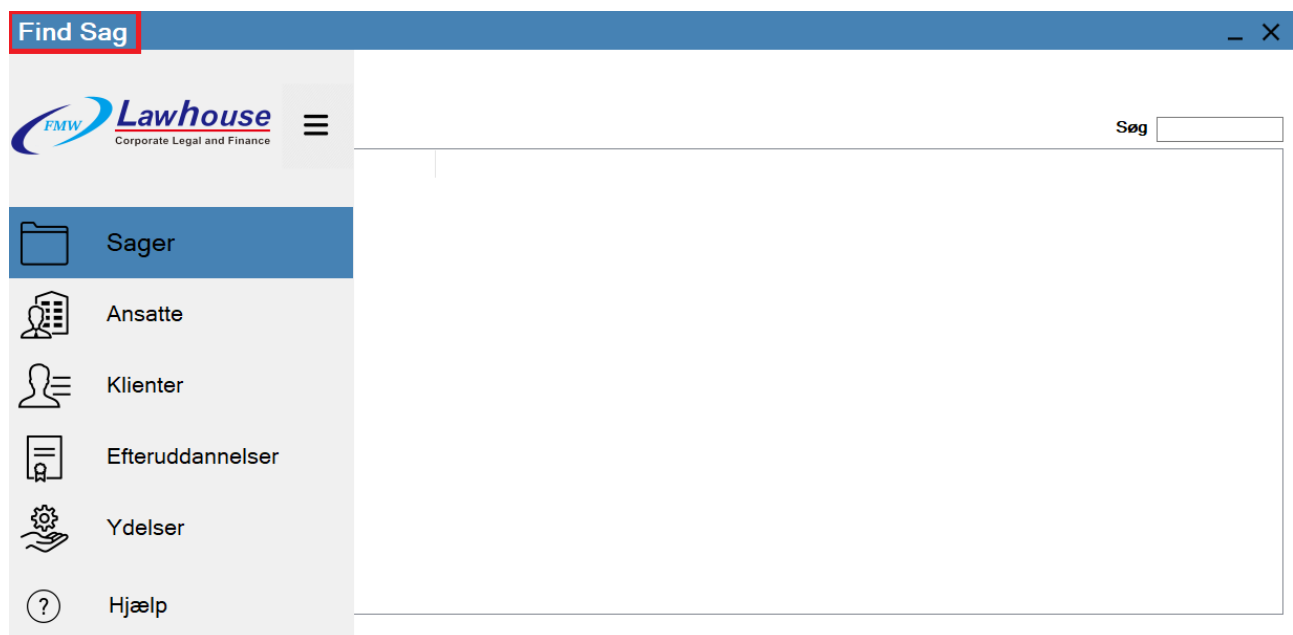 Find Sag
FMW Lawhouse
Corporate Legal and Finance
Søg
Sager
Ansatte
Klienter
Efteruddannelser
Ydelser
? Hjælp